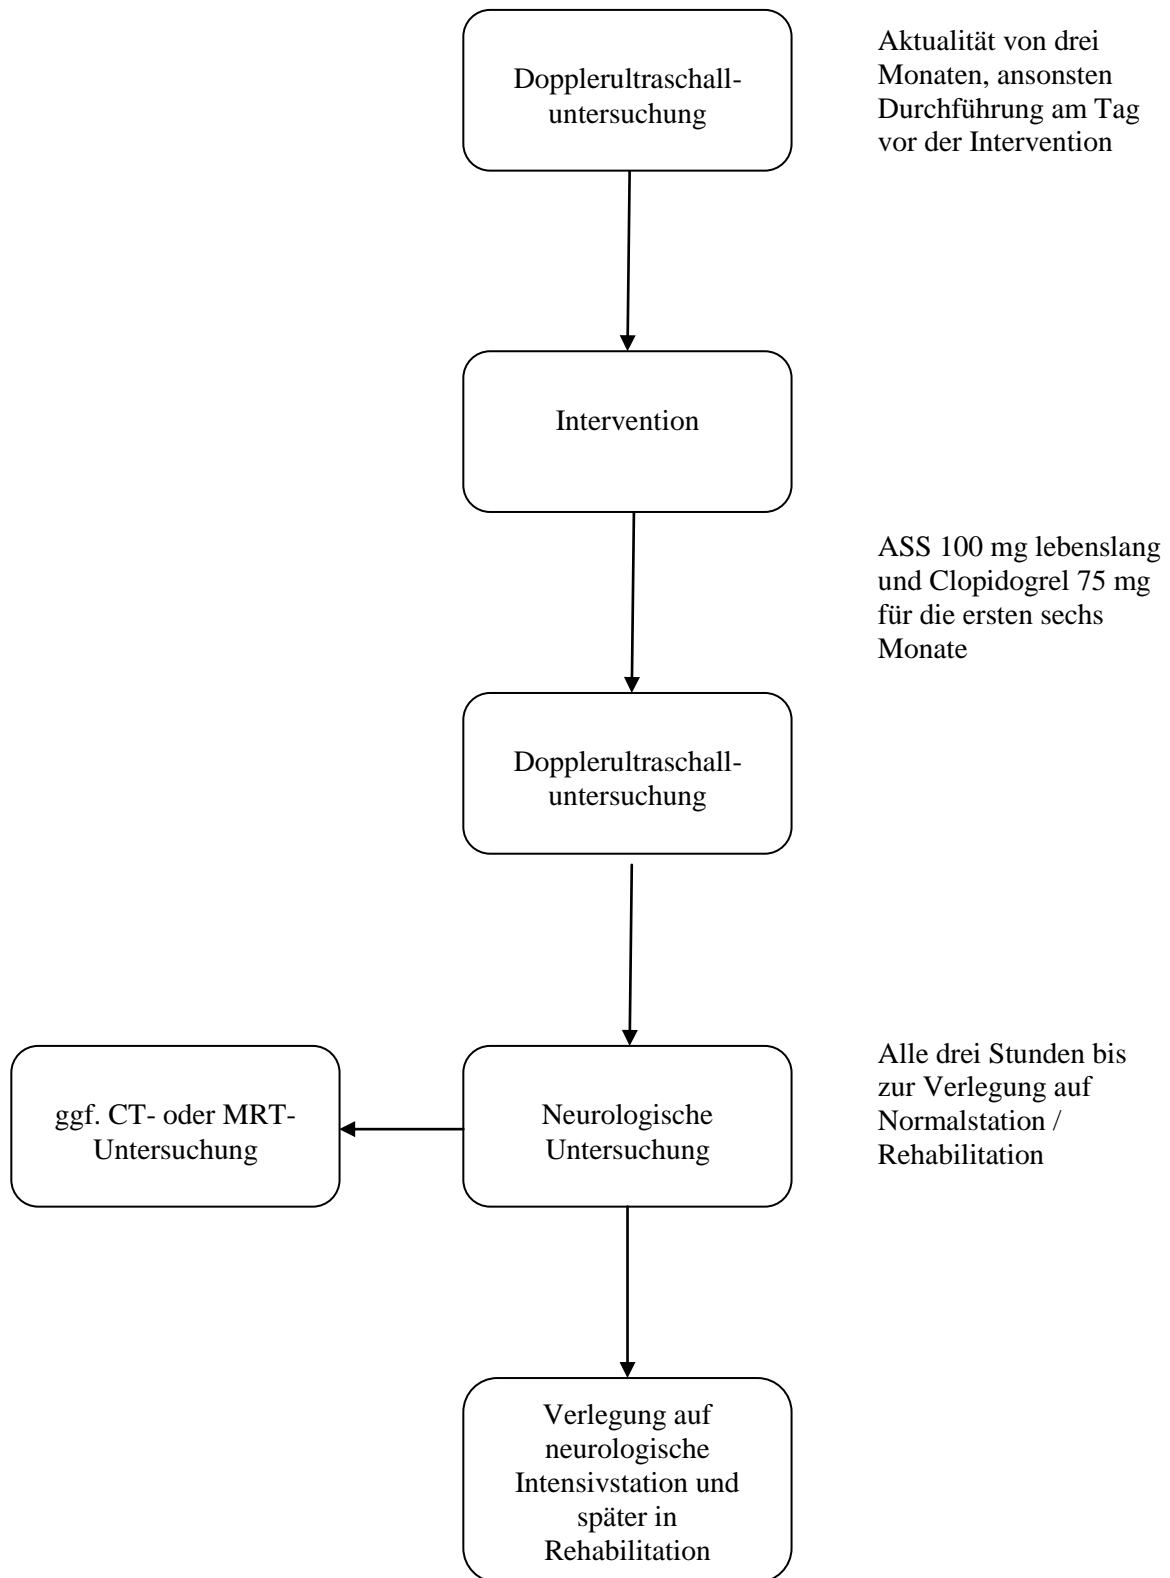 Dopplerultraschall-
untersuchung
Aktualität von drei
Monaten, ansonsten
Durchführung am Tag
vor der Intervention
Intervention
ASS 100 mg lebenslang
und Clopidogrel 75 mg
für die ersten sechs
Monate
Dopplerultraschall-
untersuchung
ggf. CT- oder MRT-
Untersuchung
Neurologische
Untersuchung
Alle drei Stunden bis
zur Verlegung auf
Normalstation /
Rehabilitation
Verlegung auf
neurologische
Intensivstation und
später in
Rehabilitation